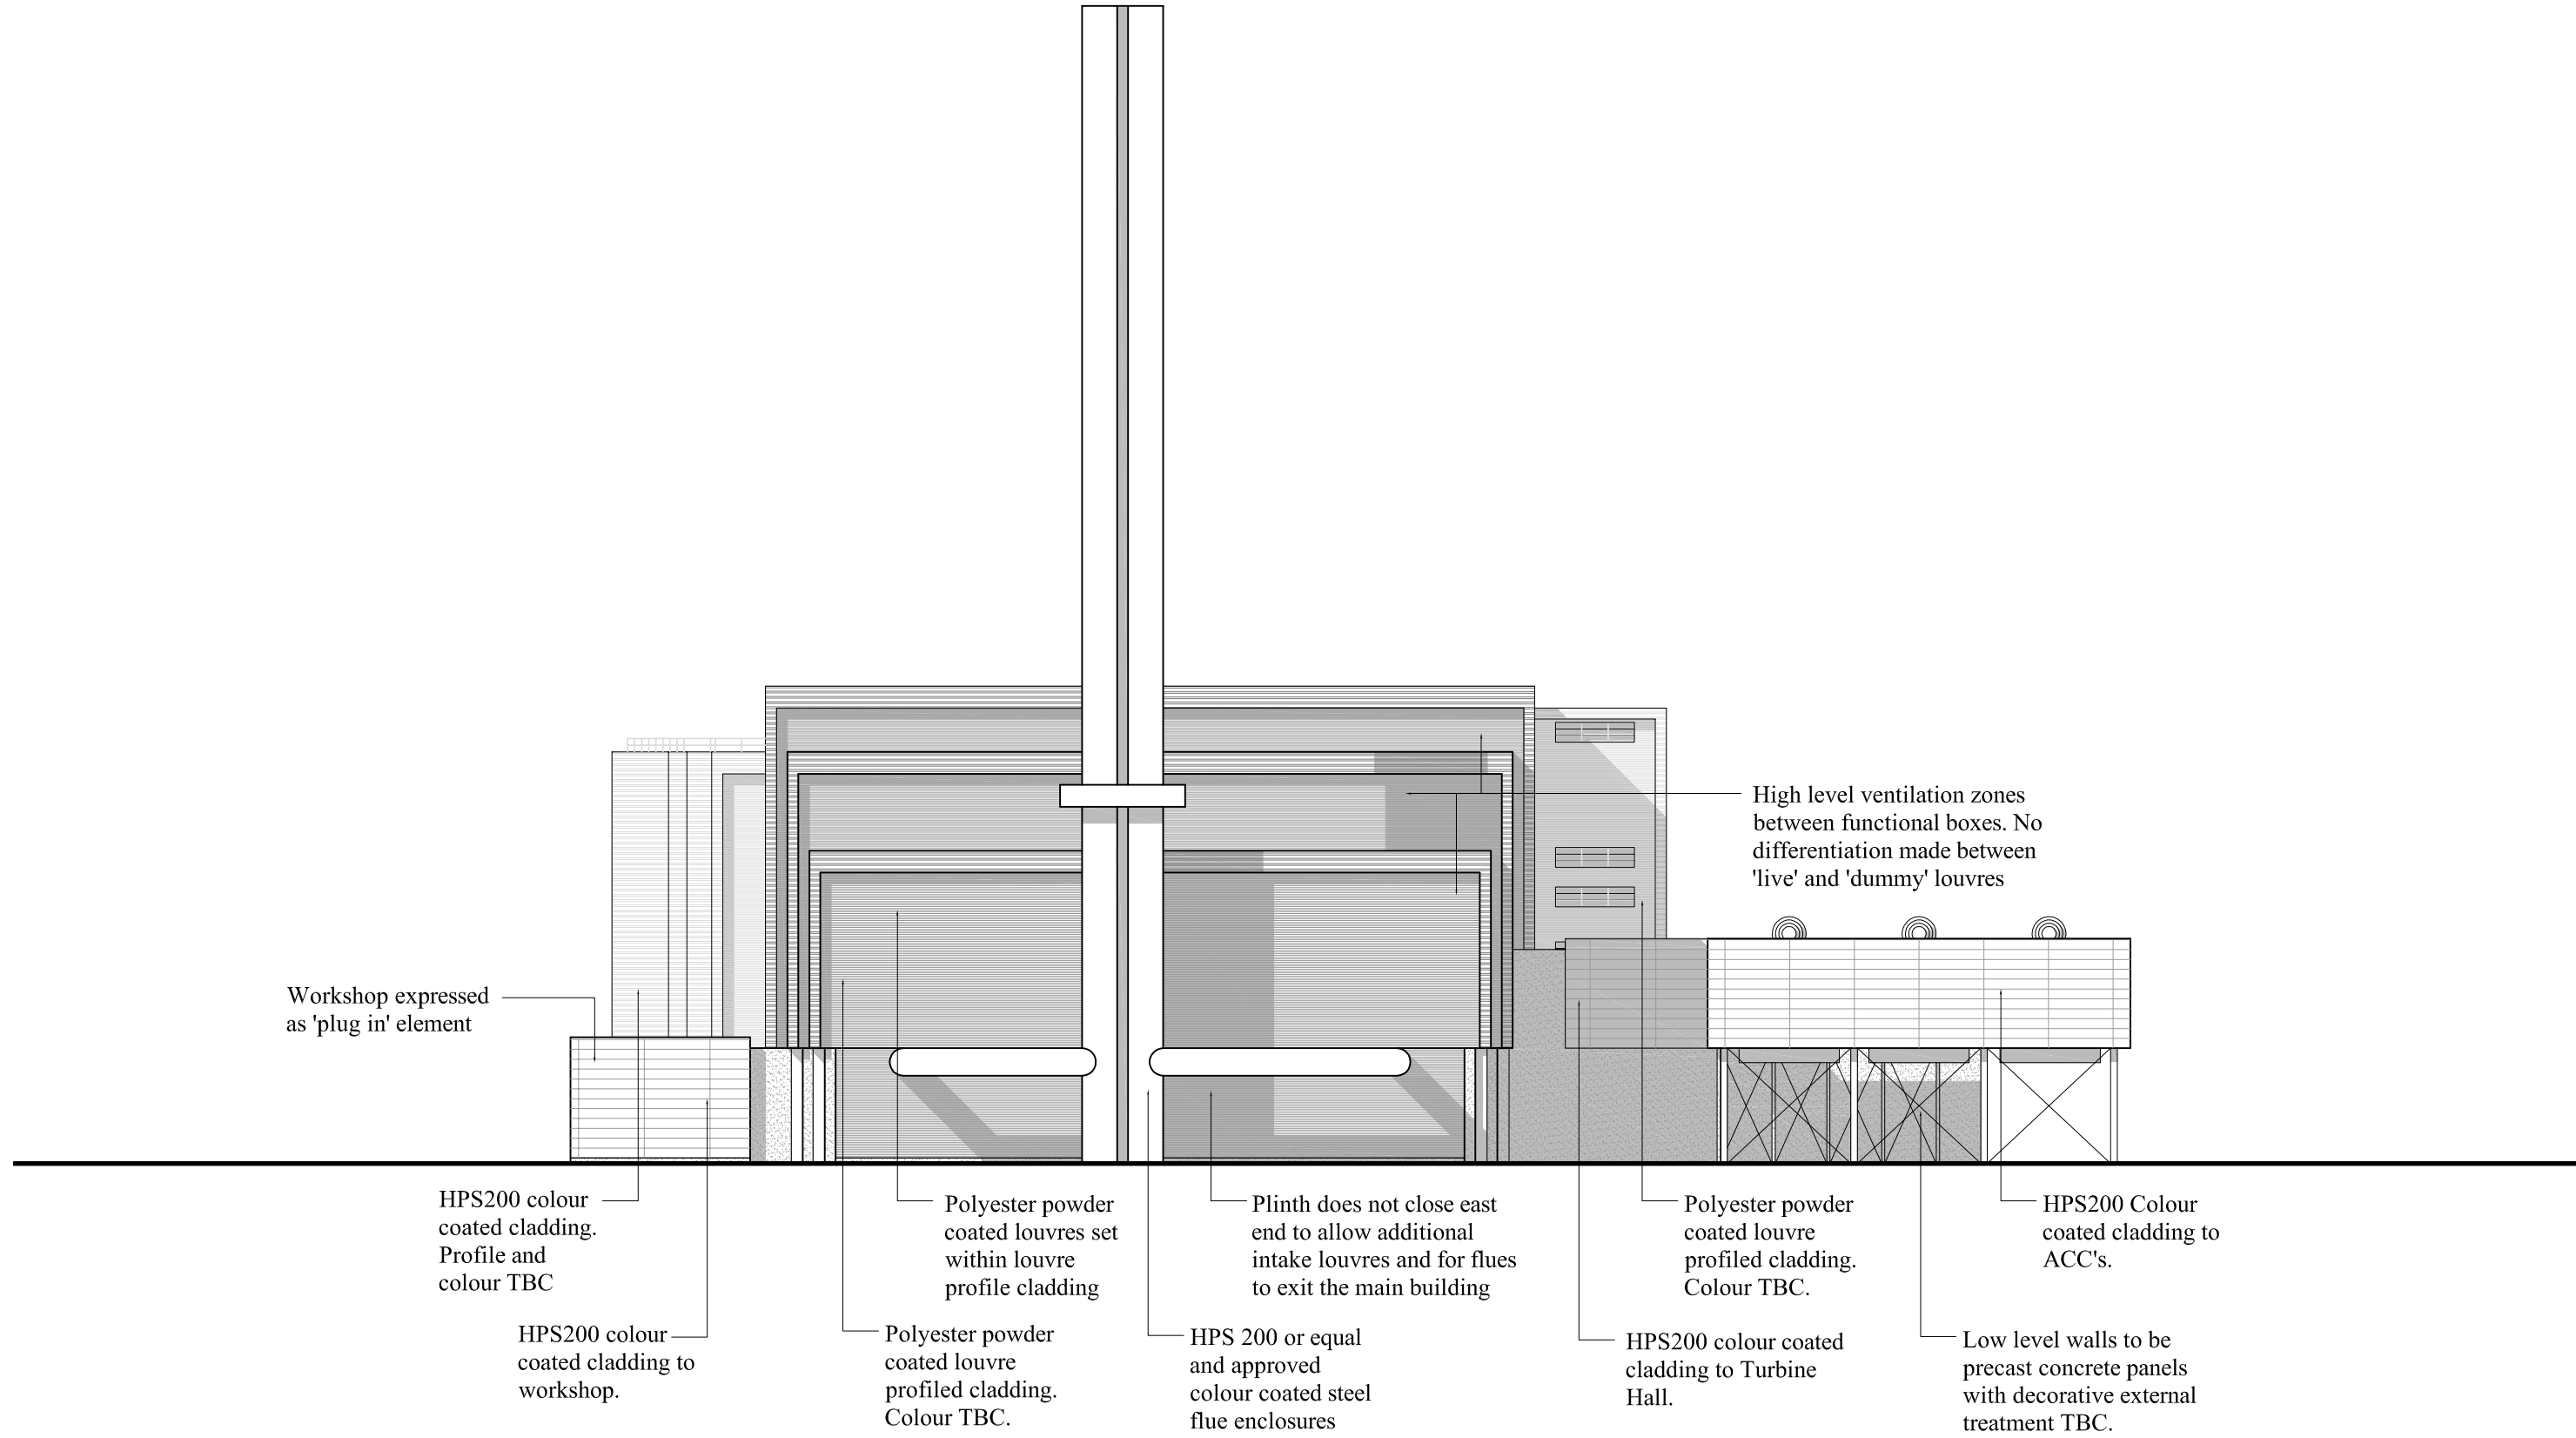 High level ventilation zones
between functional boxes. No
differentiation made between
'live' and 'dummy' louvres
Workshop expressed
as 'plug in' element
HPS200 colour
coated cladding.
Profile and
colour TBC
Polyester powder
coated louvres set
within louvre
profile cladding
Plinth does not close east
end to allow additional
intake louvres and for flues
to exit the main building
Polyester powder
coated louvre
profiled cladding.
Colour TBC.
HPS200 Colour
coated cladding to
ACC's.
HPS200 colour
coated cladding to
workshop.
Polyester powder
coated louvre
profiled cladding.
Colour TBC.
HPS 200 or equal
and approved
colour coated steel
flue enclosures
HPS200 colour coated
cladding to Turbine
Hall.
Low level walls to be
precast concrete panels
with decorative external
treatment TBC.